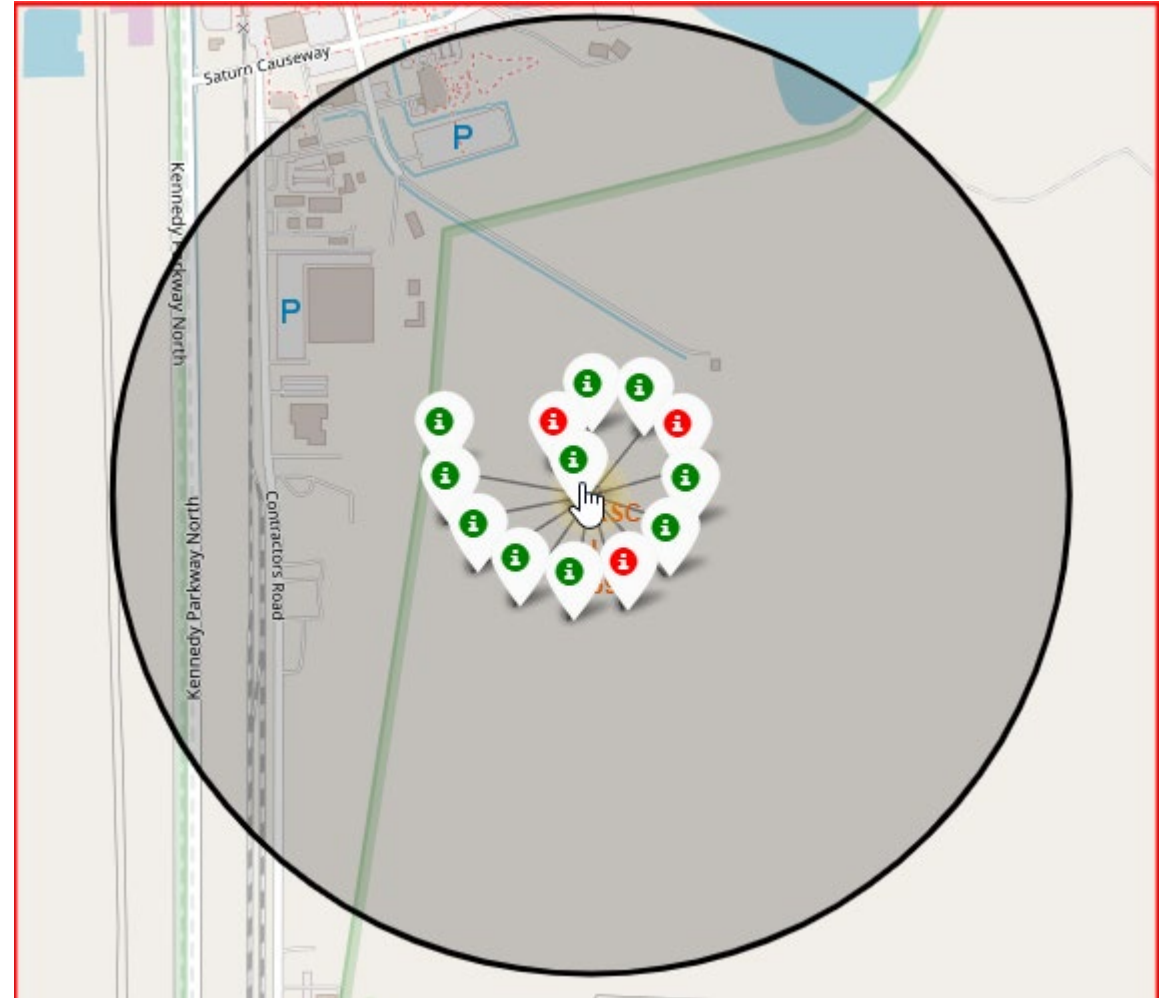 Saturn Causeway
P
Kennedy Parkway North
P
Kennedy Parkway North
Contractors Road